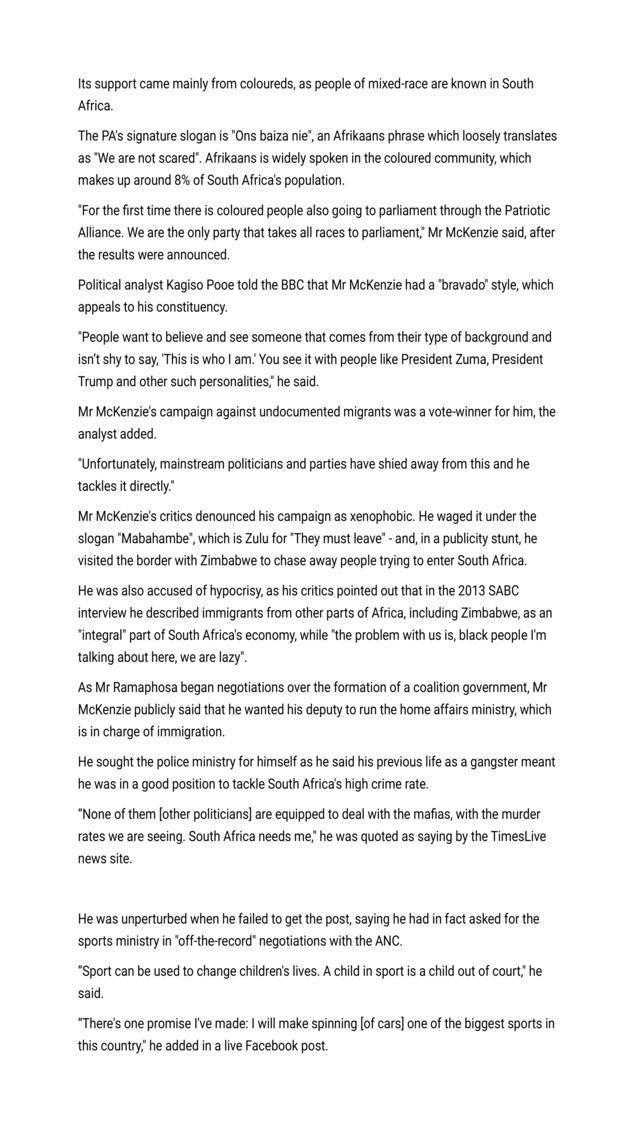 Its support came mainly from coloureds, as people of mixed-race are known in South
Africa.
The PA's signature slogan is "Ons baiza nie", an Afrikaans phrase which loosely translates
as "We are not scared". Afrikaans is widely spoken in the coloured community, which
makes up around 8% of South Africa's population.
"For the first time there is coloured people also going to parliament through the Patriotic
Alliance. We are the only party that takes all races to parliament," Mr McKenzie said, after
the results were announced.
Political analyst Kagiso Pooe told the BBC that Mr McKenzie had a "bravado" style, which
appeals to his constituency.
"People want to believe and see someone that comes from their type of background and
isn't shy to say, 'This is who I am.' You see it with people like President Zuma, President
Trump and other such personalities," he said.
Mr McKenzie's campaign against undocumented migrants was a vote-winner for him, the
analyst added.
"Unfortunately, mainstream politicians and parties have shied away from this and he
tackles it directly."
Mr McKenzie's critics denounced his campaign as xenophobic. He waged it under the
slogan "Mabahambe", which is Zulu for "They must leave" - and, in a publicity stunt, he
visited the border with Zimbabwe to chase away people trying to enter South Africa.
He was also accused of hypocrisy, as his critics pointed out that in the 2013 SABC
interview he described immigrants from other parts of Africa, including Zimbabwe, as an
"integral" part of South Africa's economy, while "the problem with us is, black people I'm
talking about here, we are lazy".
As Mr Ramaphosa began negotiations over the formation of a coalition government, Mr
McKenzie publicly said that he wanted his deputy to run the home affairs ministry, which
is in charge of immigration.
He sought the police ministry for himself as he said his previous life as a gangster meant
he was in a good position to tackle South Africa's high crime rate.
“None of them [other politicians] are equipped to deal with the mafias, with the murder
rates we are seeing. South Africa needs me," he was quoted as saying by the TimesLive
news site.
He was unperturbed when he failed to get the post, saying he had in fact asked for the
sports ministry in "off-the-record" negotiations with the ANC.
“Sport can be used to change children's lives. A child in sport is a child out of court," he
said.
“There's one promise I've made: I will make spinning [of cars] one of the biggest sports in
this country," he added in a live Facebook post.